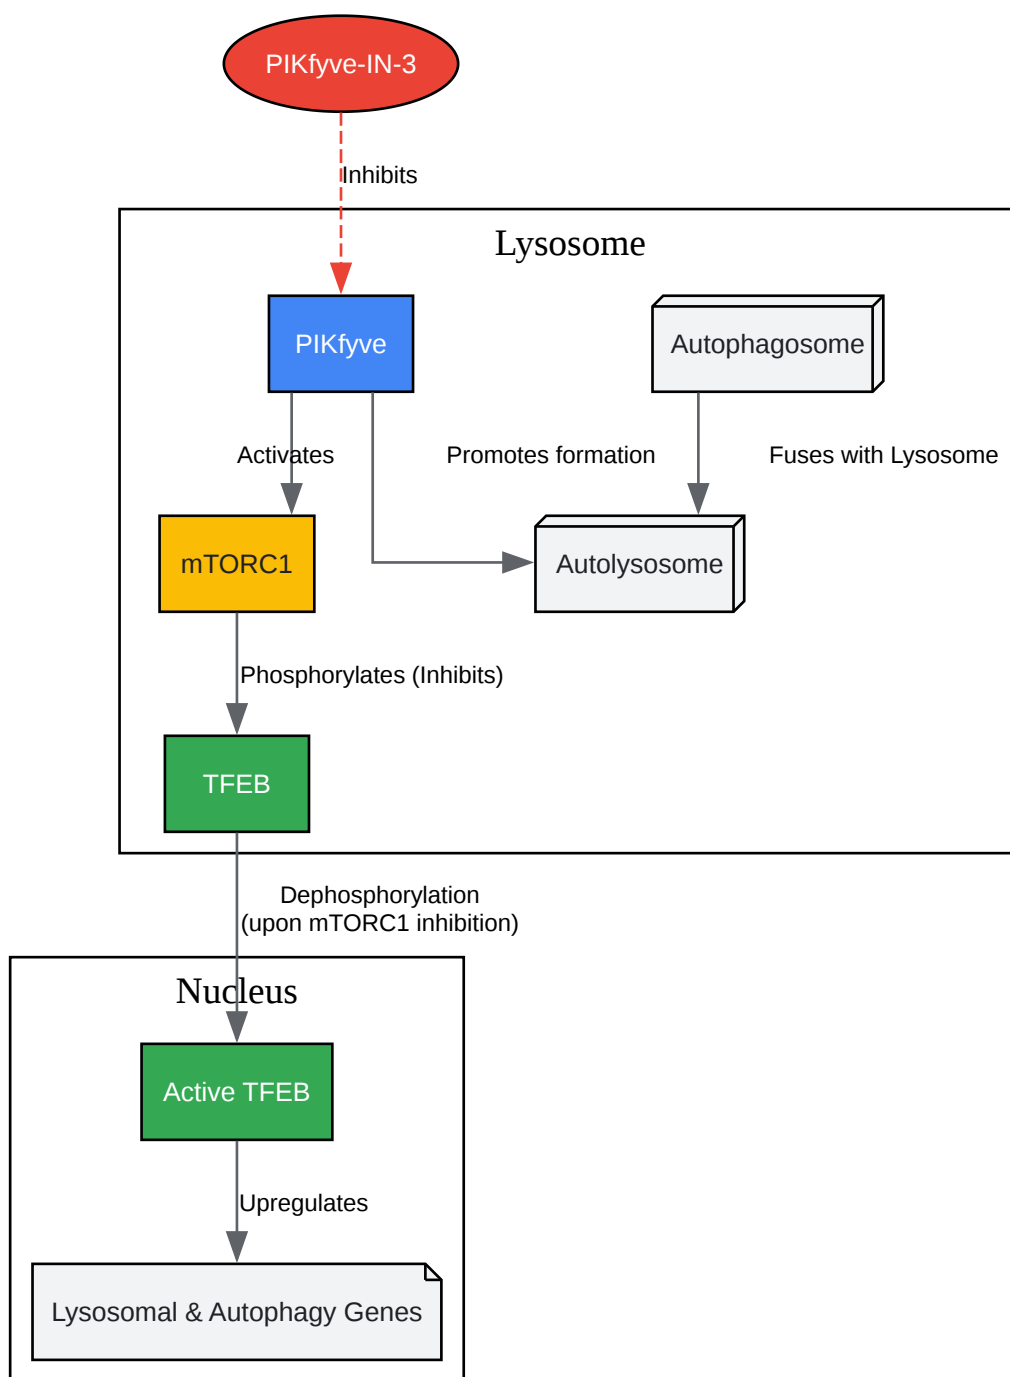 PIKfyve-IN-3
Inhibits
Lysosome
PIKfyve
Autophagosome
Activates
Promotes formation
Fuses with Lysosome
mTORC1
Autolysosome
Phosphorylates (Inhibits)
TFEB
Dephosphorylation
(upon mTORC1 inhibition)
Nucleus
Active TFEB
Upregulates
Lysosomal & Autophagy Genes